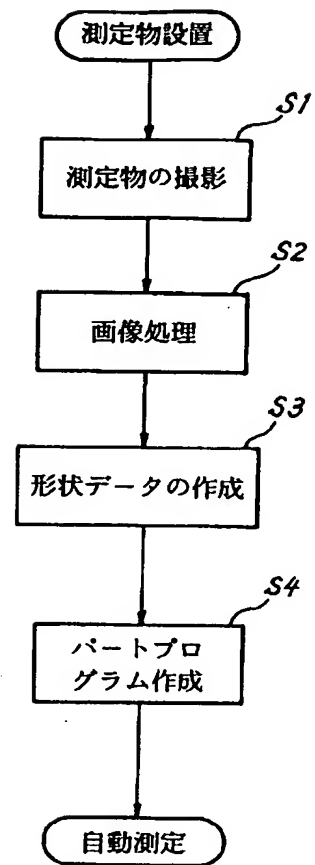 測定物設置
S1
測定物の撮影
S2
画像処理
S3
形状データの作成
S4
パートプロ
グラム作成
自動測定